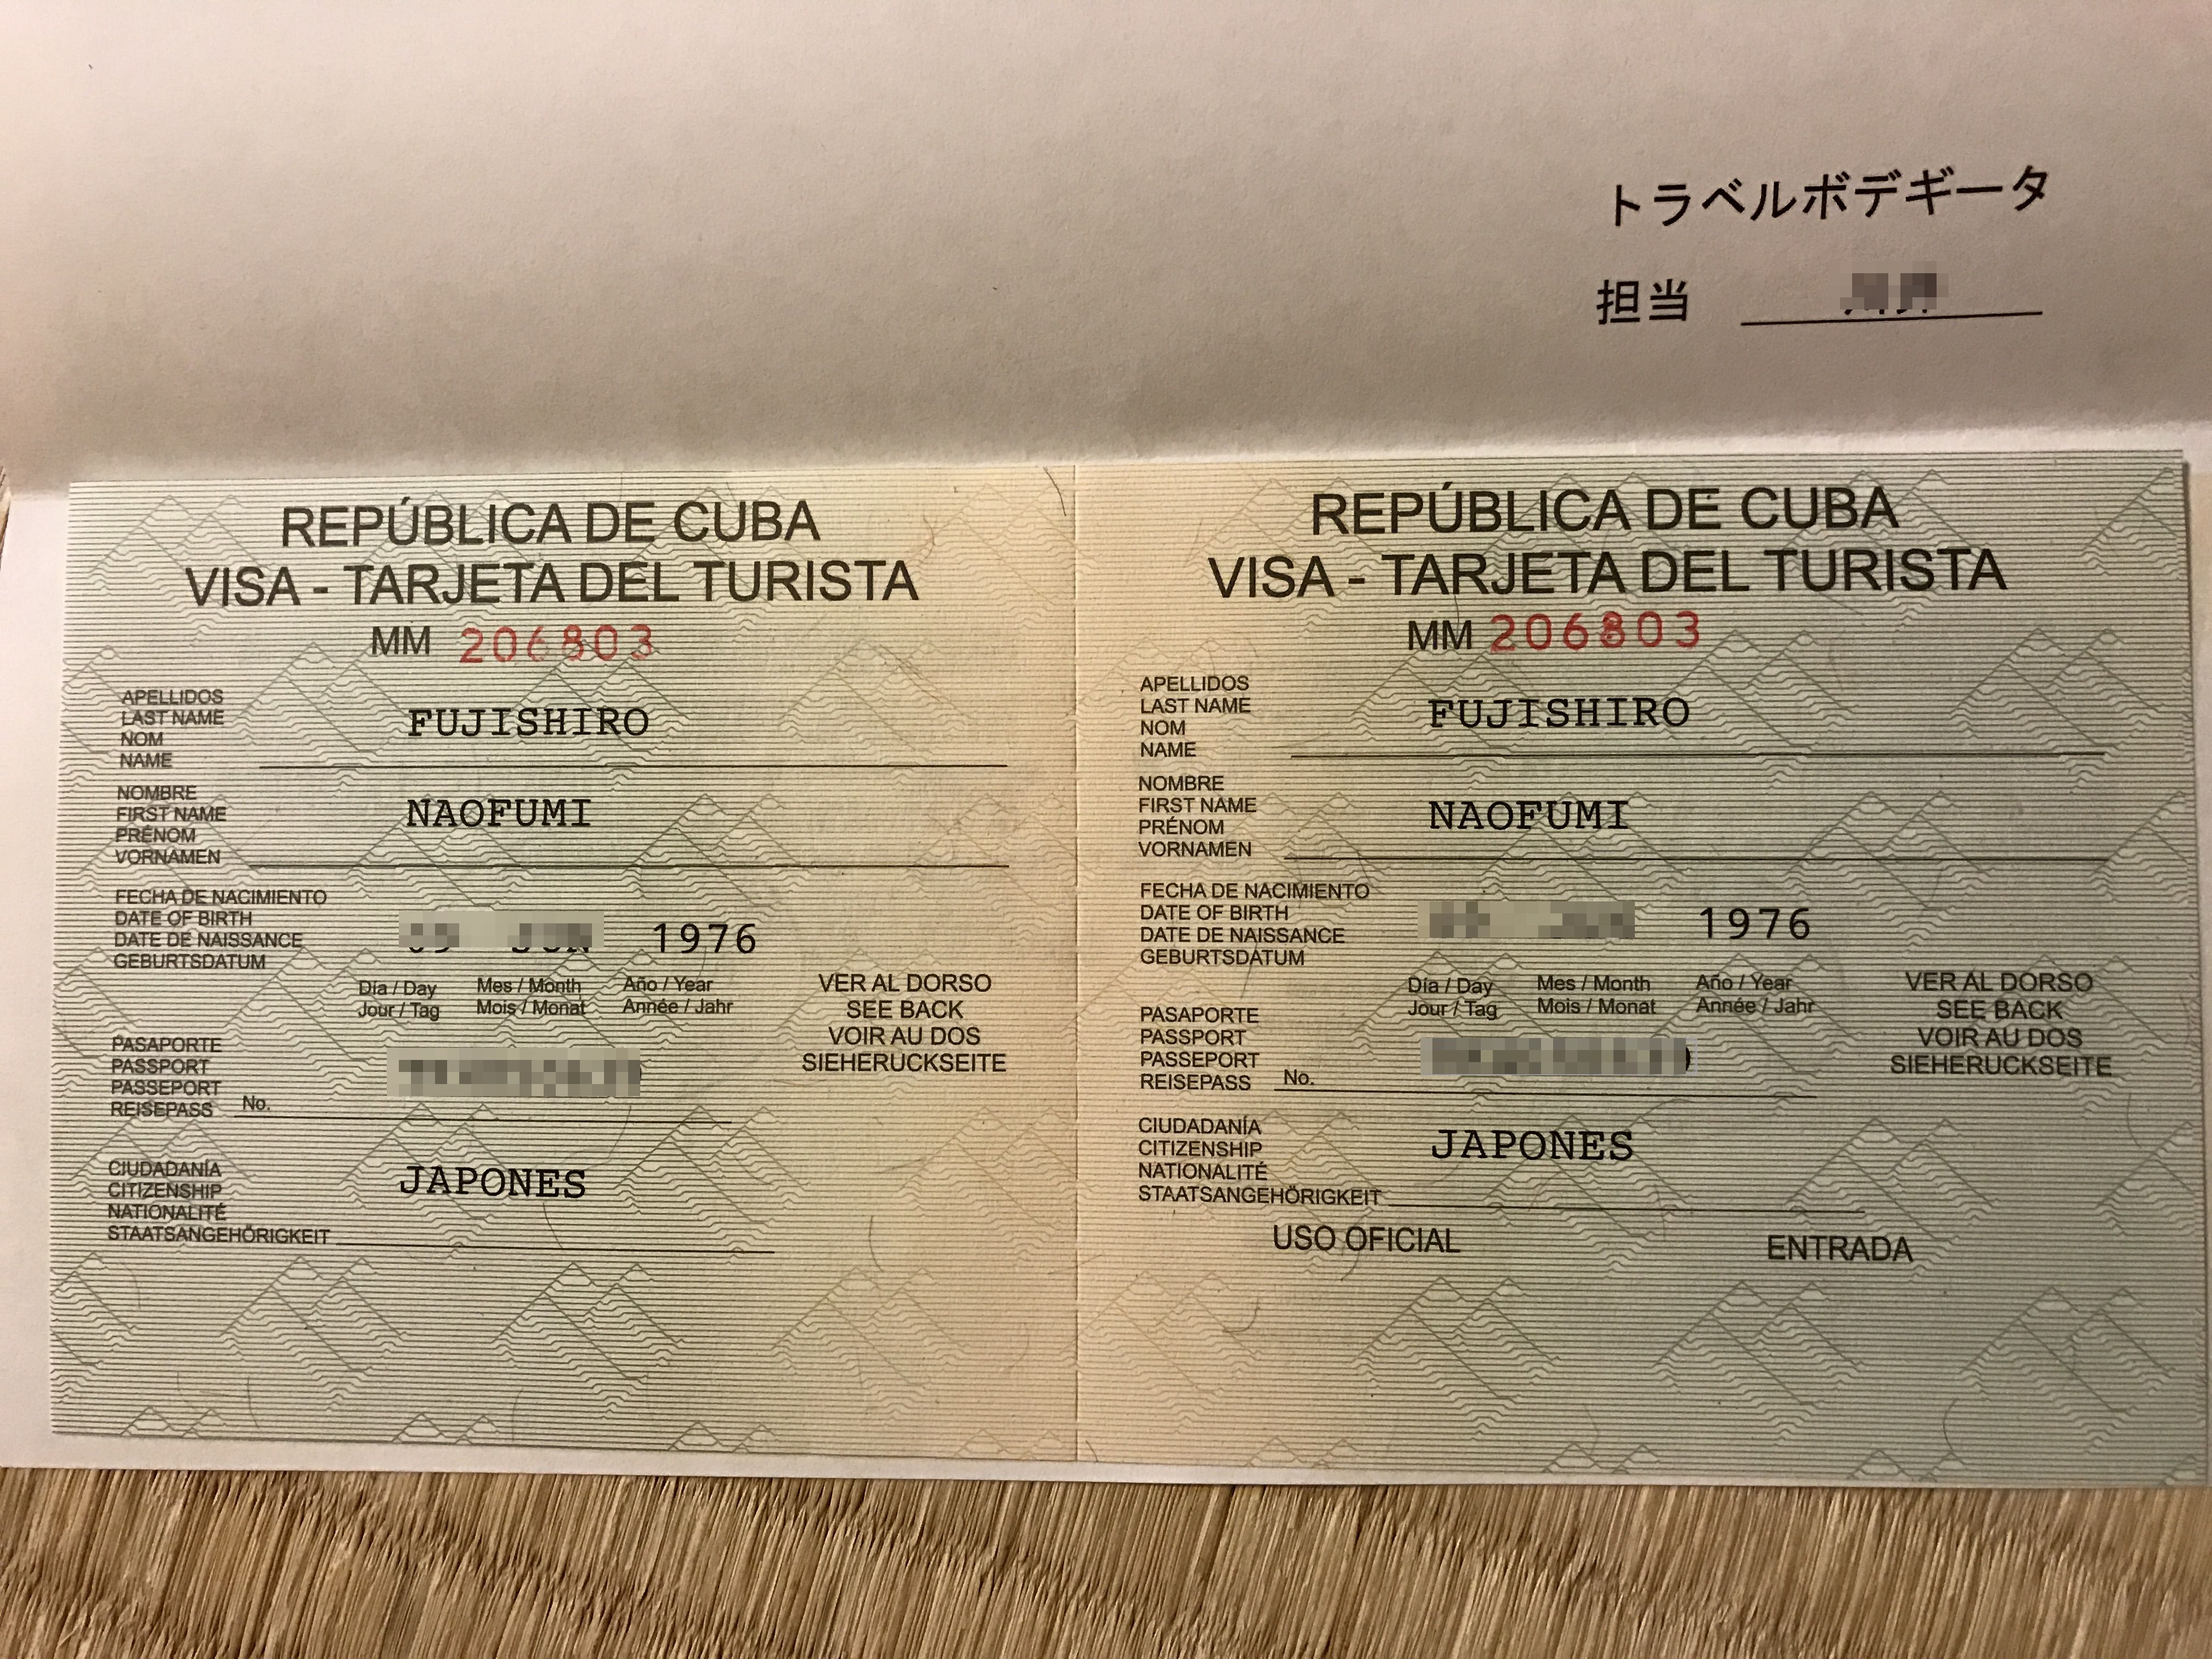 トラベルボデギータ
担当
REPÚBLICA DE CUBA
VISA - TARJETA DEL TURISTA
MM 206803
APELLIDOS
LAST NAME
NOM
NAME
FUJISHIRO
NOMBRE
FIRST NAME
PRÉNOM
VORNAMEN
NAOFUMI
FECHA DE NACIMIENTO
DATE OF BIRTH
DATE DE NAISSANCE
GEBURTSDATUM
1976
Día / Day Mes / Month Año / Year
Jour / Tag Mois / Monat Année / Jahr
VER AL DORSO
SEE BACK
VOIR AU DOS
SIEHERUCKSEITE
PASAPORTE
PASSPORT
PASSEPORT
REISEPASS No.
CIUDADANÍA
CITIZENSHIP
NATIONALITÉ
STAATSANGEHÖRIGKEIT
JAPONES
REPÚBLICA DE CUBA
VISA - TARJETA DEL TURISTA
MM 206803
APELLIDOS
LAST NAME
NOM
NAME
FUJISHIRO
NOMBRE
FIRST NAME
PRÉNOM
VORNAMEN
NAOFUMI
FECHA DE NACIMIENTO
DATE OF BIRTH
DATE DE NAISSANCE
GEBURTSDATUM
1976
Día / Day Mes / Month Año / Year
Jour / Tag Mois / Monat Année / Jahr
VER AL DORSO
SEE BACK
VOIR AU DOS
SIEHERUCKSEITE
PASAPORTE
PASSPORT
PASSEPORT
REISEPASS No.
CIUDADANÍA
CITIZENSHIP
NATIONALITÉ
STAATSANGEHÖRIGKEIT
JAPONES
USO OFICIAL ENTRADA